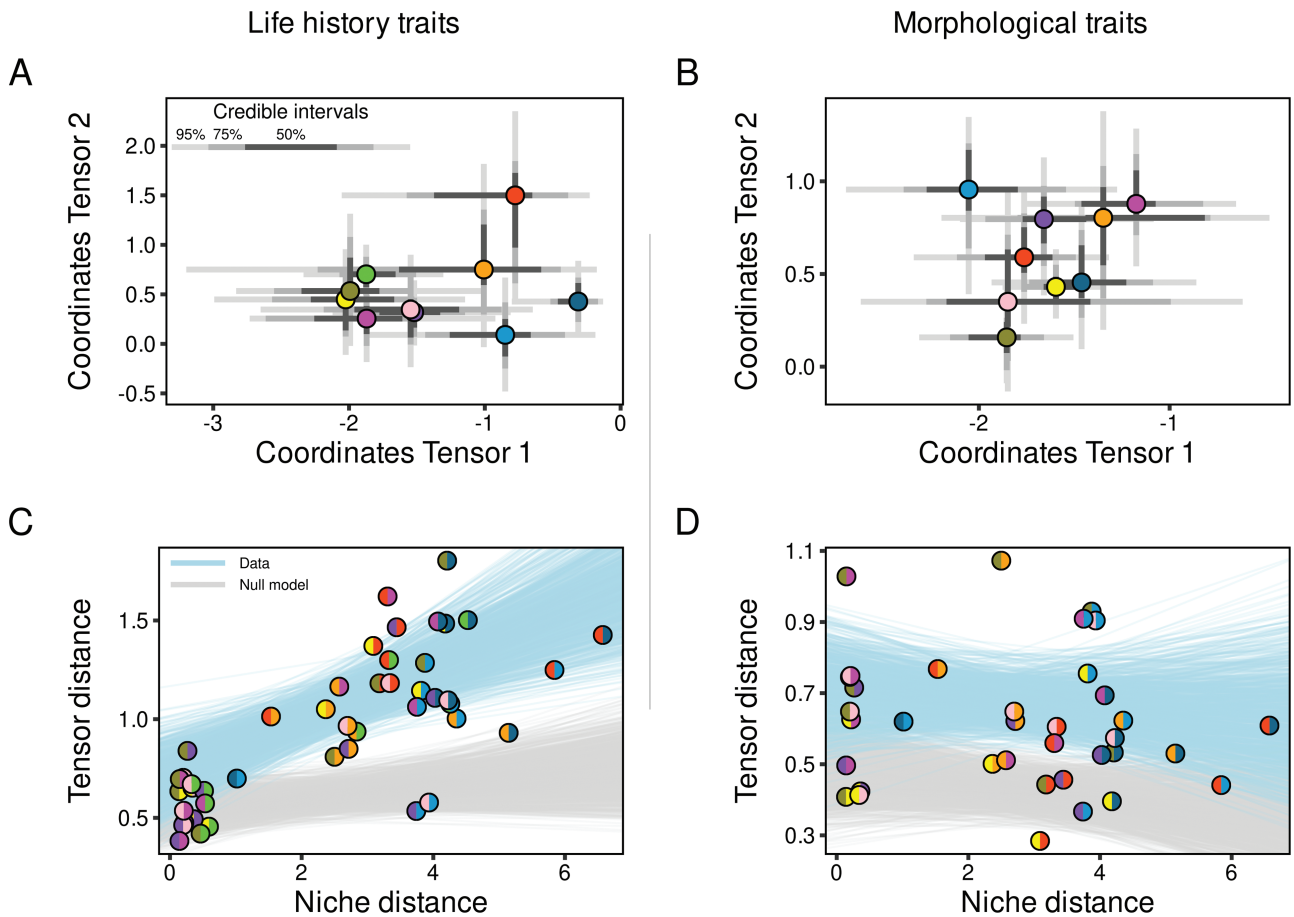 Life history traits
Morphological traits
A
B
Credible intervals
95% 75% 50%
Coordinates Tensor 2
2.0
1.5
1.0
0.5
0.0
-0.5
-3 -2 -1 0
Coordinates Tensor 1
Coordinates Tensor 2
1.0
0.5
0.0
-2 -1
Coordinates Tensor 1
C
D
Data
Null model
Tensor distance
1.5
1.0
0.5
0 2 4 6
Niche distance
Tensor distance
1.1
0.9
0.7
0.5
0.3
0 2 4 6
Niche distance